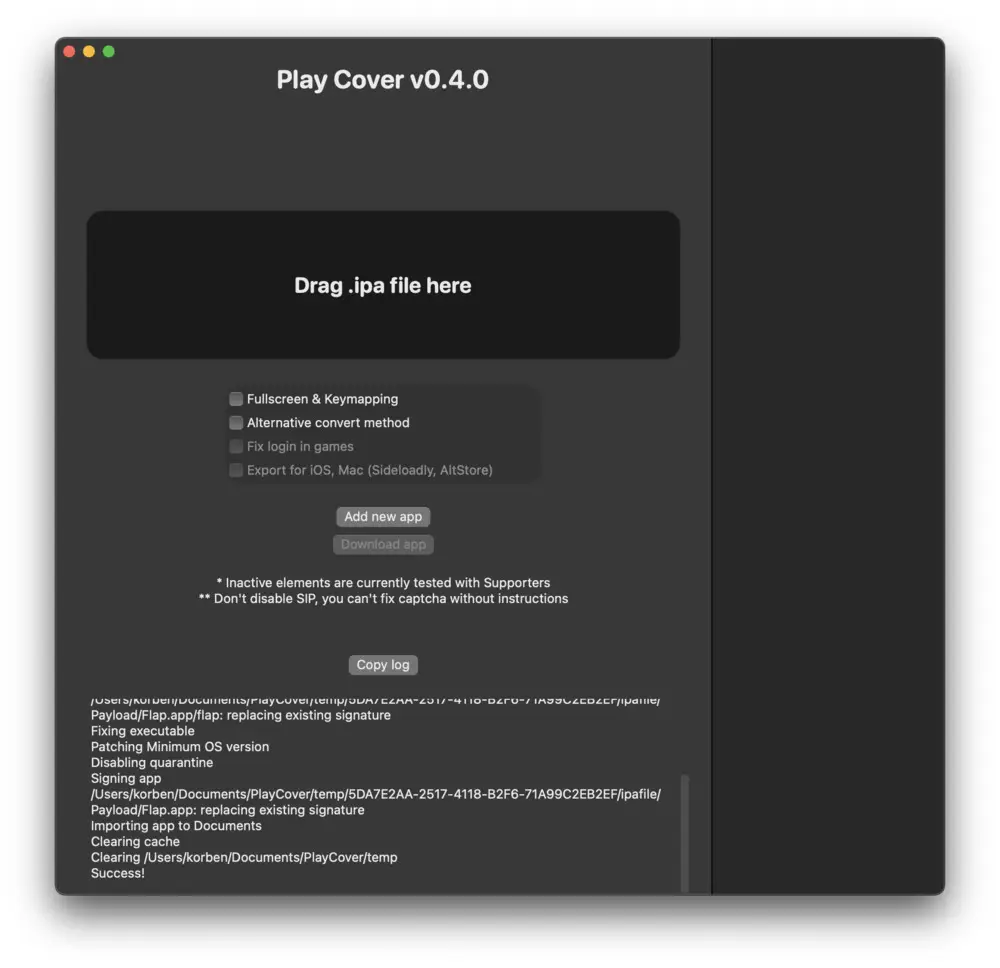 Play Cover v0.4.0
Drag .ipa file here
Fullscreen & Keymapping
Alternative convert method
Fix login in games
Export for iOS, Mac (Sideloadly, AltStore)
Add new app
Download app
* Inactive elements are currently tested with Supporters
** Don't disable SIP, you can't fix captcha without instructions
Copy log
/Users/korben/Documents/PlayCover/temp/5DA7E2AA-2517-4118-B2F6-71A99C2EB2EF/ipafile/
Payload/Flap.app/flap: replacing existing signature
Fixing executable
Patching Minimum OS version
Disabling quarantine
Signing app
/Users/korben/Documents/PlayCover/temp/5DA7E2AA-2517-4118-B2F6-71A99C2EB2EF/ipafile/
Payload/Flap.app: replacing existing signature
Importing app to Documents
Clearing cache
Clearing /Users/korben/Documents/PlayCover/temp
Success!